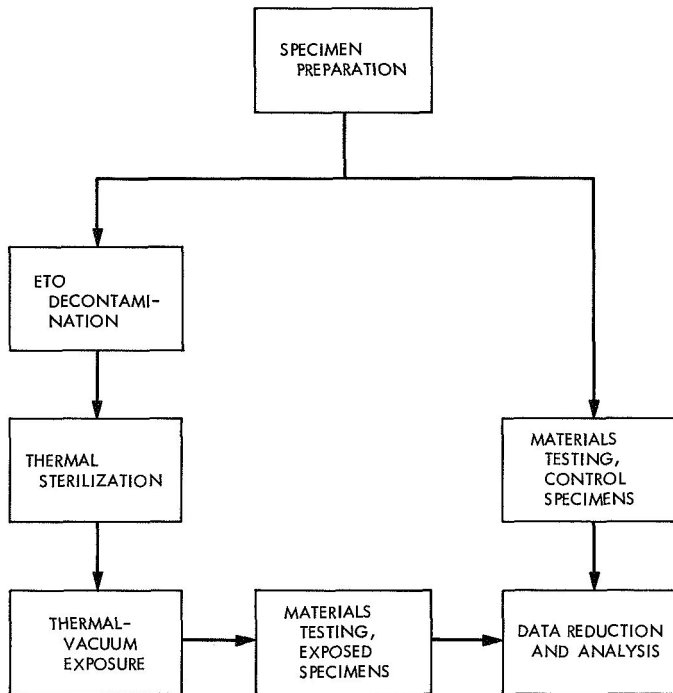 SPECIMEN
PREPARATION
ETO
DECONTAMI-
NATION
THERMAL
STERILIZATION
MATERIALS
TESTING,
CONTROL
SPECIMENS
THERMAL-
VACUUM
EXPOSURE
MATERIALS
TESTING,
EXPOSED
SPECIMENS
DATA REDUCTION
AND ANALYSIS